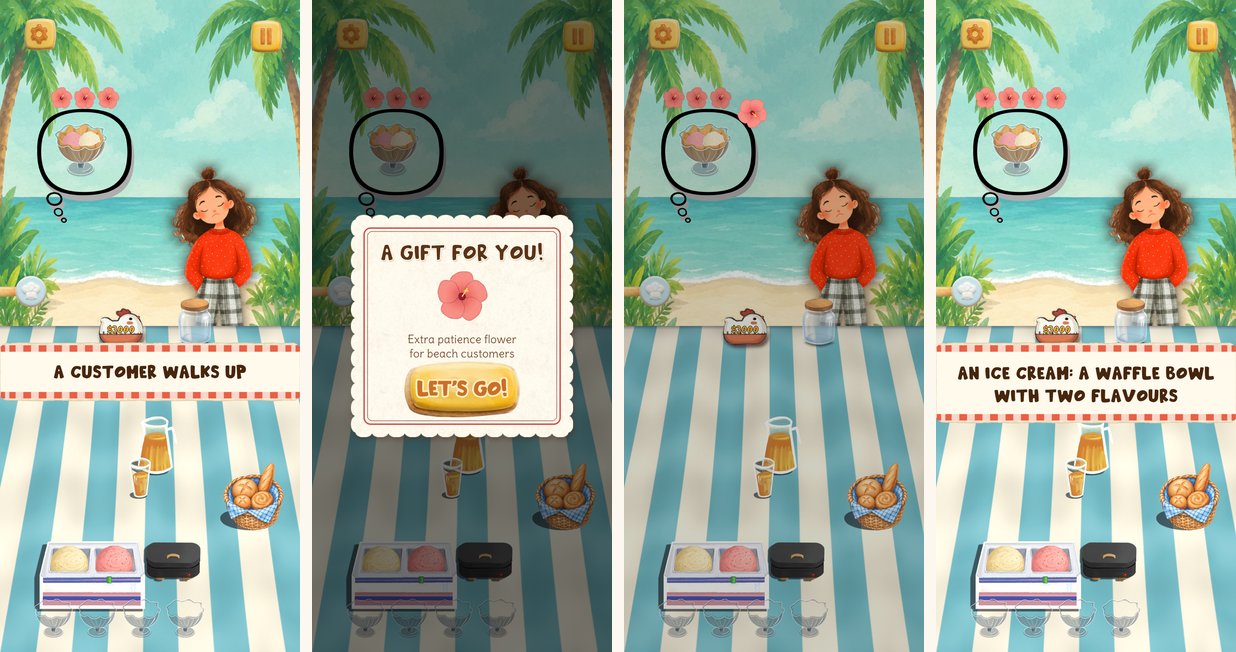 A CUSTOMER WALKS UP
A GIFT FOR YOU!
Extra patience flower
for beach customers
LET'S GO!
AN ICE CREAM: A WAFFLE BOWL
WITH TWO FLAVOURS